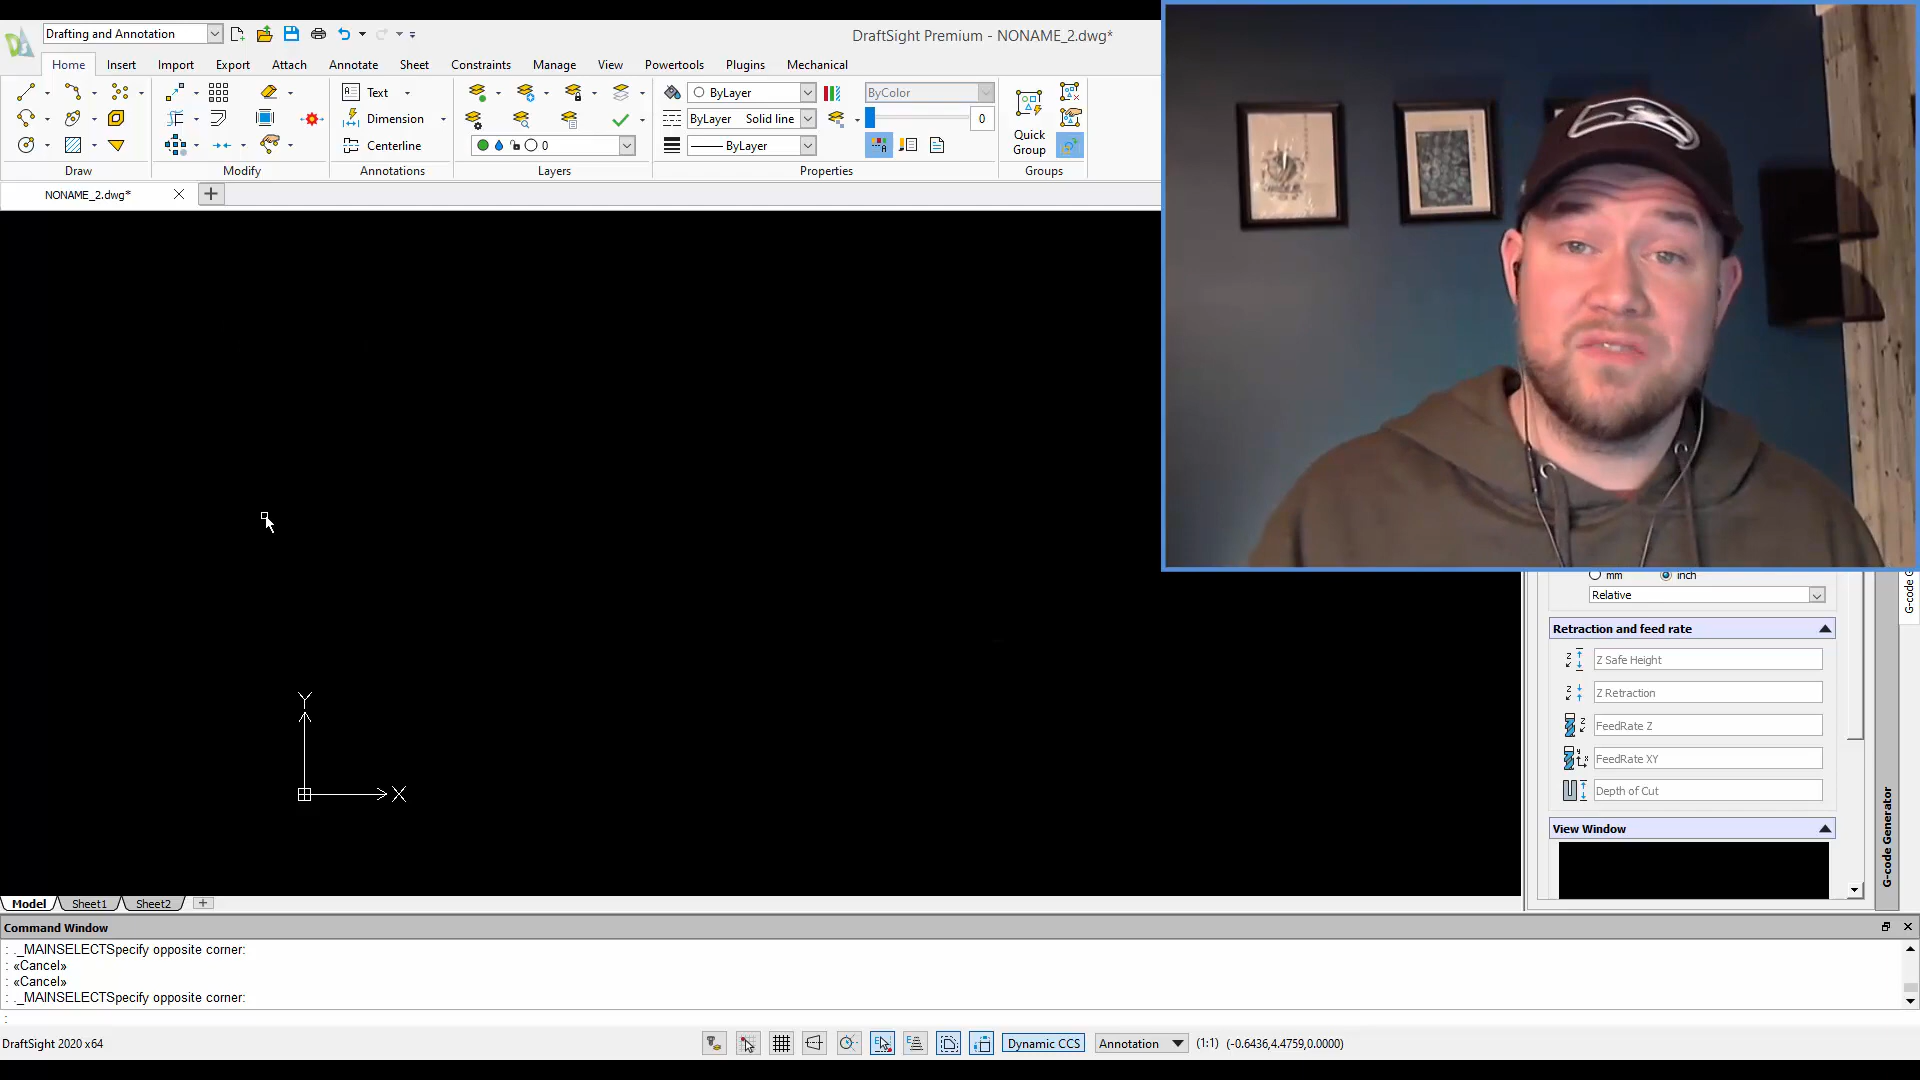 Drafting and Annotation
DraftSight Premium - NONAME_2.dwg*
Home Insert Import Export Attach Annotate Sheet Constraints Manage View Powertools Plugins Mechanical
Text
ByLayer
ByColor
Dimension
ByLayer Solid line
0
Centerline
0
ByLayer
Quick
Group
Draw Modify Annotations Layers Properties Groups
NONAME_2.dwg*
mm
inch
Relative
G-code G
Retraction and feed rate
Z Safe Height
Z Retraction
FeedRate Z
FeedRate XY
Depth of Cut
View Window
G-code Generator
Y
X
Model Sheet1 Sheet2
Command Window
: ._MAINSELECTSpecify opposite corner:
: «Cancel»
: «Cancel»
: ._MAINSELECTSpecify opposite corner:
:
DraftSight 2020 x64
Dynamic CCS
Annotation
(1:1)
(-0.6436,4.4759,0.0000)